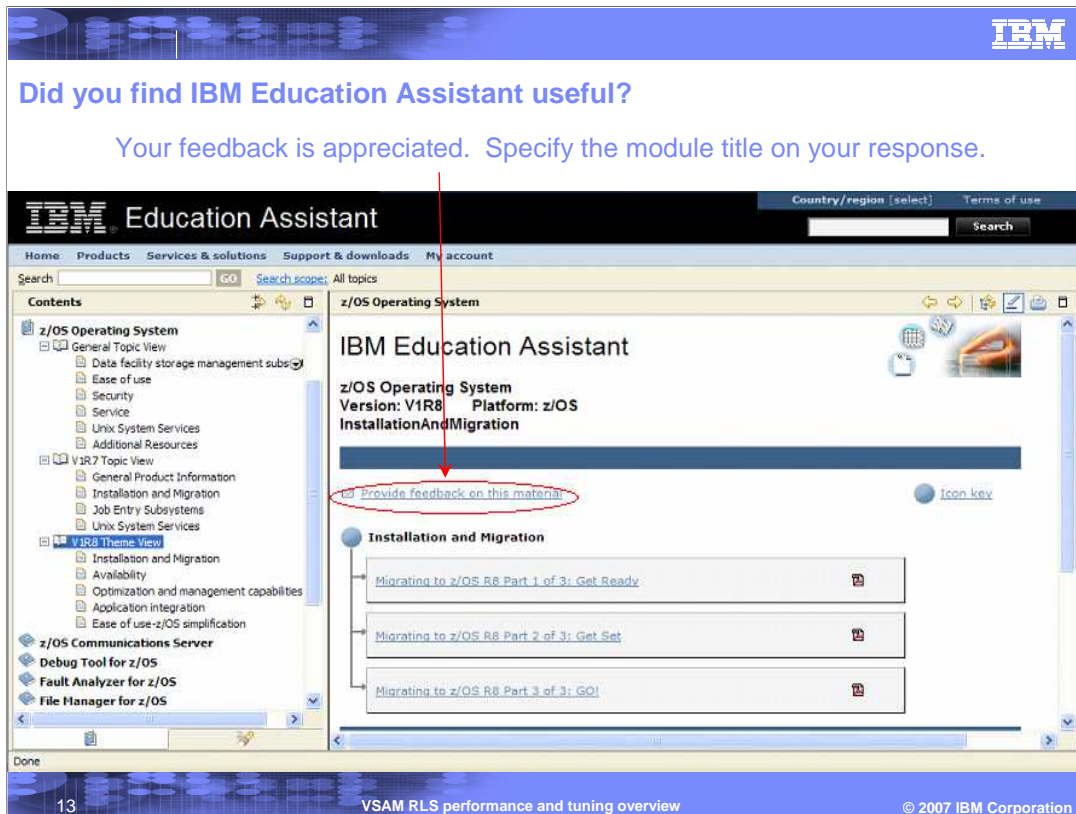 IBM
Did you find IBM Education Assistant useful?
Your feedback is appreciated. Specify the module title on your response.
IBM® Education Assistant
Country/region [select] Terms of use
Search
Home Products Services & solutions Support & downloads My account
Search GO Search scope: All topics
Contents
z/OS Operating System
General Topic View
Data facility storage management subs
Ease of use
Security
Service
Unix System Services
Additional Resources
V1R7 Topic View
General Product Information
Installation and Migration
Job Entry Subsystems
Unix System Services
V1R8 Theme View
Installation and Migration
Availability
Optimization and management capabilities
Application integration
Ease of use-z/OS simplification
z/OS Communications Server
Debug Tool for z/OS
Fault Analyzer for z/OS
File Manager for z/OS
z/OS Operating System
IBM Education Assistant
z/OS Operating System
Version: V1R8 Platform: z/OS
InstallationAndMigration
Provide feedback on this material
Icon key
Installation and Migration
Migrating to z/OS R8 Part 1 of 3: Get Ready
Migrating to z/OS R8 Part 2 of 3: Get Set
Migrating to z/OS R8 Part 3 of 3: GO!
Done
13
VSAM RLS performance and tuning overview
© 2007 IBM Corporation